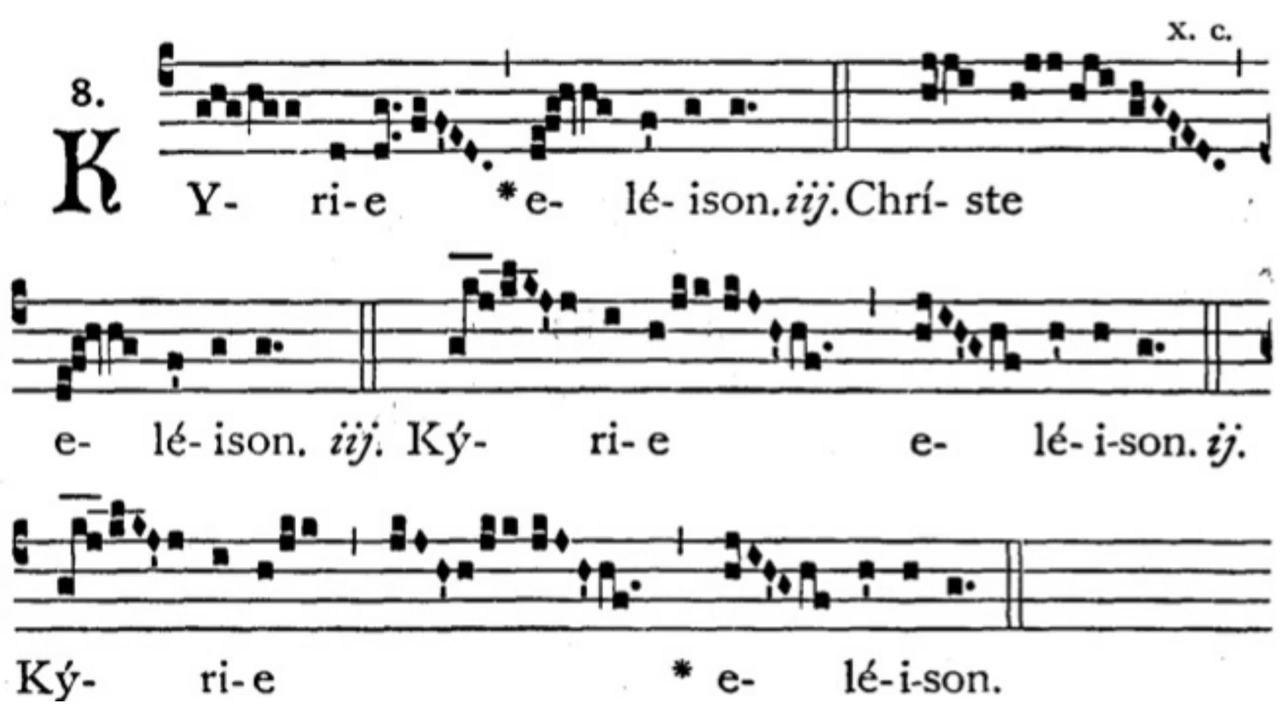 x. c.
8.
KY- ri-e *e- lé- ison. iij. Chrí- ste
e- lé- ison. iij. Ký- ri- e e- lé- i-son. ij.
Ký- ri- e * e- lé-i-son.